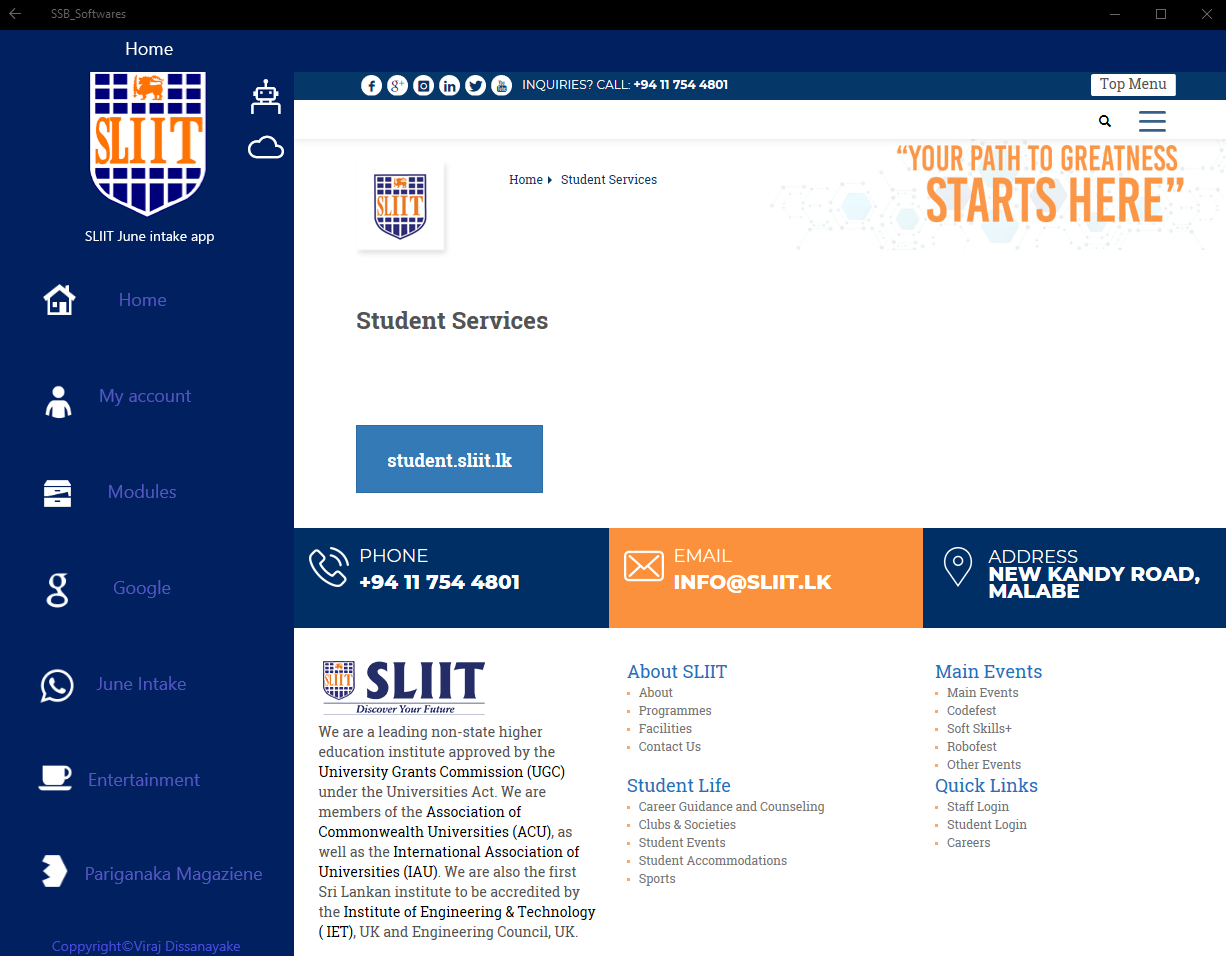 SSB_Softwares
Home
SLIIT
SLIIT June intake app
Home
My account
Modules
Google
June Intake
Entertainment
Pariganaka Magaziene
Coppyright©Viraj Dissanayake
INQUIRIES? CALL: +94 11 754 4801
Top Menu
SLIIT
Home
Student Services
“YOUR PATH TO GREATNESS
STARTS HERE”
Student Services
student.sliit.lk
PHONE
+94 11 754 4801
EMAIL
INFO@SLIIT.LK
ADDRESS
NEW KANDY ROAD,
MALABE
SLIIT
SLIIT
Discover Your Future
We are a leading non-state higher
education institute approved by the
University Grants Commission (UGC)
under the Universities Act. We are
members of the Association of
Commonwealth Universities (ACU), as
well as the International Association of
Universities (IAU). We are also the first
Sri Lankan institute to be accredited by
the Institute of Engineering & Technology
( IET), UK and Engineering Council, UK.
About SLIIT
About
Programmes
Facilities
Contact Us
Student Life
Career Guidance and Counseling
Clubs & Societies
Student Events
Student Accommodations
Sports
Main Events
Main Events
Codefest
Soft Skills+
Robofest
Other Events
Quick Links
Staff Login
Student Login
Careers